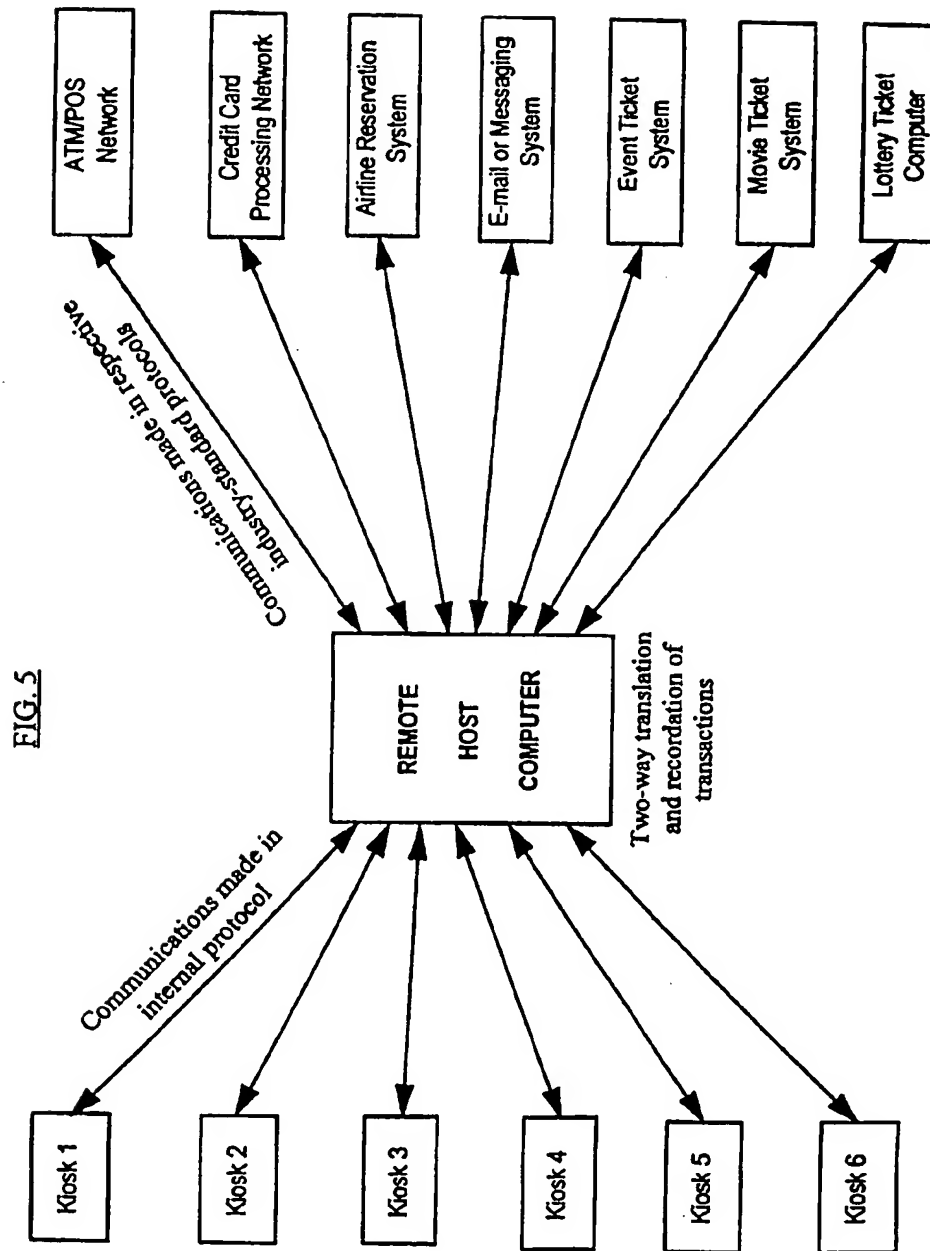 FIG. 5
Kiosk 1
Kiosk 2
Kiosk 3
Kiosk 4
Kiosk 5
Kiosk 6
Communications made in
internal protocol
REMOTE
HOST
COMPUTER
Two-way translation
and recordation of
transactions
Communications made in respective
industry-standard protocols
ATM/POS
Network
Credit Card
Processing Network
Airline Reservation
System
E-mail or Messaging
System
Event Ticket
System
Movie Ticket
System
Lottery Ticket
Computer